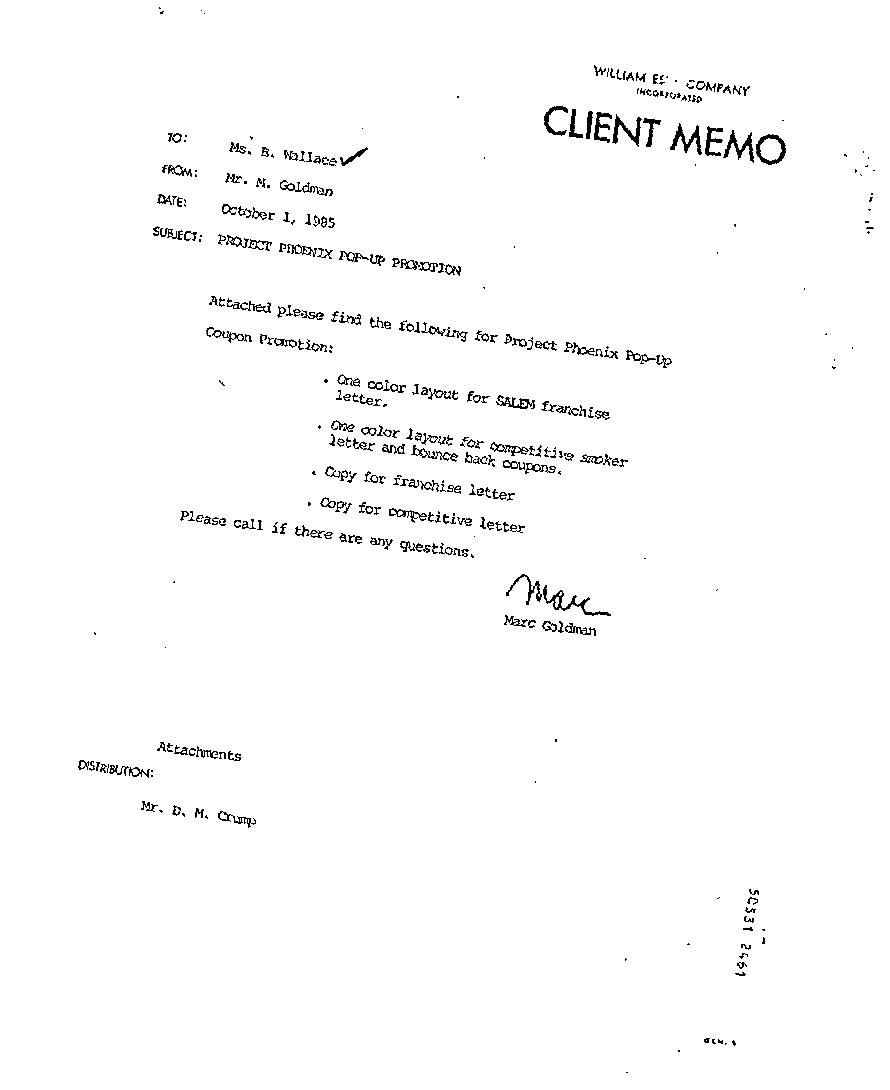 WILLIAM COMPANY
INCORPORATED
CLIENT MEMO
TO: Ms. B. Wallace
FROM: Mr. M. Goldman
DATE: October 1, 1985
SUBJECT: PROJECT PHOENIX POP-UP PROMOTION
Attached please find the following for Project Phoenix Pop-Up
Coupon Promotion:
. One color layout for SALEM franchise
letter.
. One color layout for competitive smoker
letter and bounce back coupons.
. Copy for franchise letter
. Copy for competitive letter
Please call if there are any questions.
Marc
Marc Goldman
Attachments
DISTRIBUTION:
Mr. D. M. Crump
50531 2461